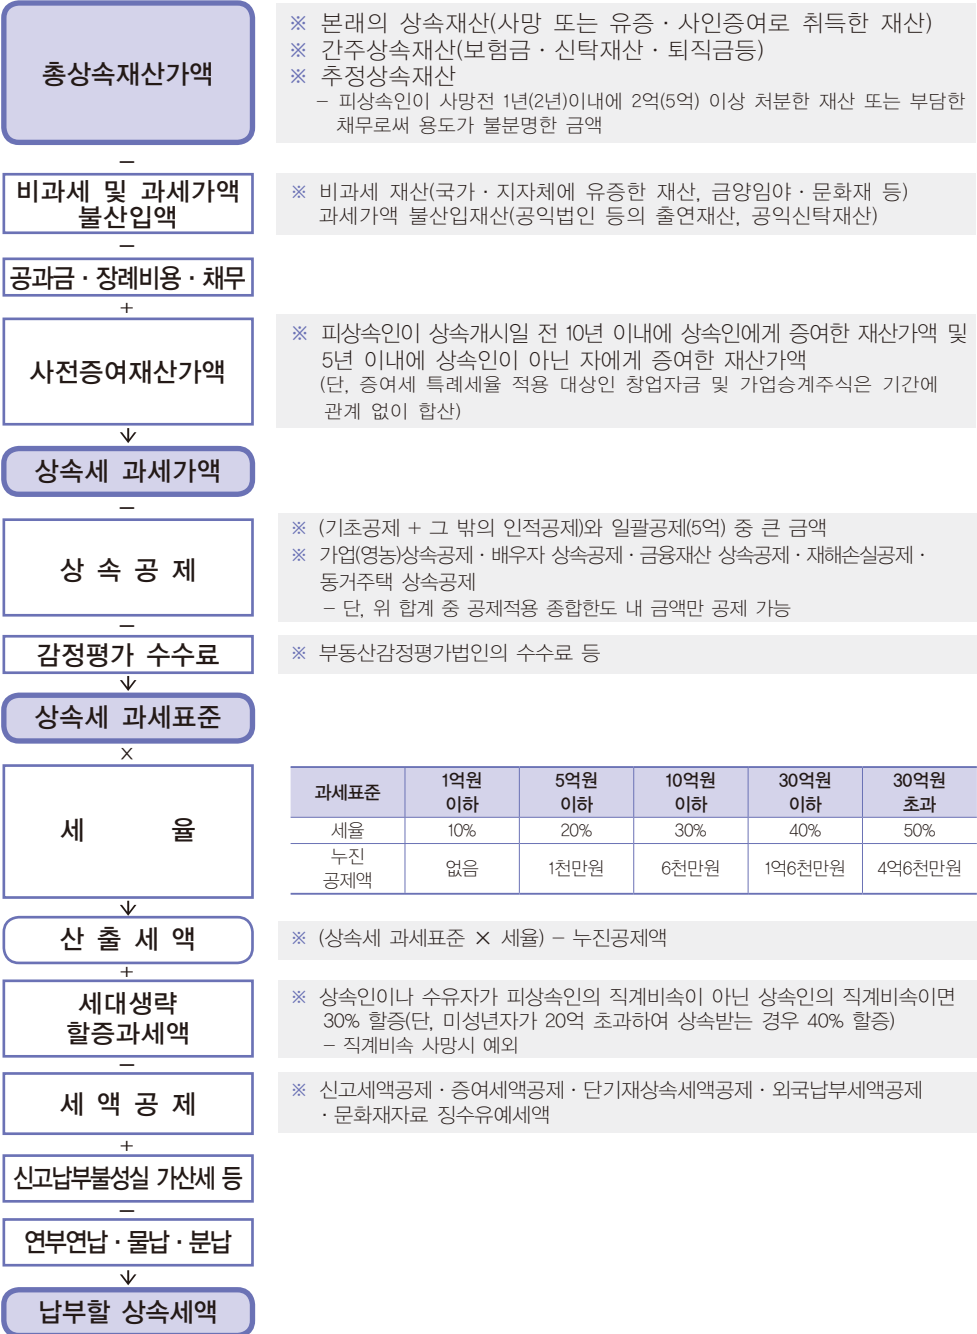 총상속재산가액
※ 본래의 상속재산(사망 또는 유증·사인증여로 취득한 재산)
※ 간주상속재산(보험금·신탁재산·퇴직금등)
※ 추정상속재산
- 피상속인이 사망전 1년(2년)이내에 2억(5억) 이상 처분한 재산 또는 부담한
채무로써 용도가 불분명한 금액
-
비과세 및 과세가액
불산입액
※ 비과세 재산(국가·지자체에 유증한 재산, 금양임야·문화재 등)
과세가액 불산입재산(공익법인 등의 출연재산, 공익신탁재산)
-
공과금·장례비용·채무
+
사전증여재산가액
※ 피상속인이 상속개시일 전 10년 이내에 상속인에게 증여한 재산가액 및
5년 이내에 상속인이 아닌 자에게 증여한 재산가액
(단, 증여세 특례세율 적용 대상인 창업자금 및 가업승계주식은 기간에
관계 없이 합산)
↓
상속세 과세가액
-
상 속 공 제
※ (기초공제 + 그 밖의 인적공제)와 일괄공제(5억) 중 큰 금액
※ 가업(영농)상속공제·배우자 상속공제·금융재산 상속공제·재해손실공제·
동거주택 상속공제
- 단, 위 합계 중 공제적용 종합한도 내 금액만 공제 가능
-
감정평가 수수료
※ 부동산감정평가법인의 수수료 등
↓
상속세 과세표준
×
세 율
과세표준 1억원 이하 5억원 이하 10억원 이하 30억원 이하 30억원 초과
세율 10% 20% 30% 40% 50%
누진 공제액 없음 1천만원 6천만원 1억6천만원 4억6천만원
↓
산 출 세 액
※ (상속세 과세표준 × 세율) - 누진공제액
+
세대생략
할증과세액
※ 상속인이나 수유자가 피상속인의 직계비속이 아닌 상속인의 직계비속이면
30% 할증(단, 미성년자가 20억 초과하여 상속받는 경우 40% 할증)
- 직계비속 사망시 예외
-
세 액 공 제
※ 신고세액공제·증여세액공제·단기재상속세액공제·외국납부세액공제
·문화재자료 징수유예세액
+
신고납부불성실 가산세 등
-
연부연납·물납·분납
↓
납부할 상속세액